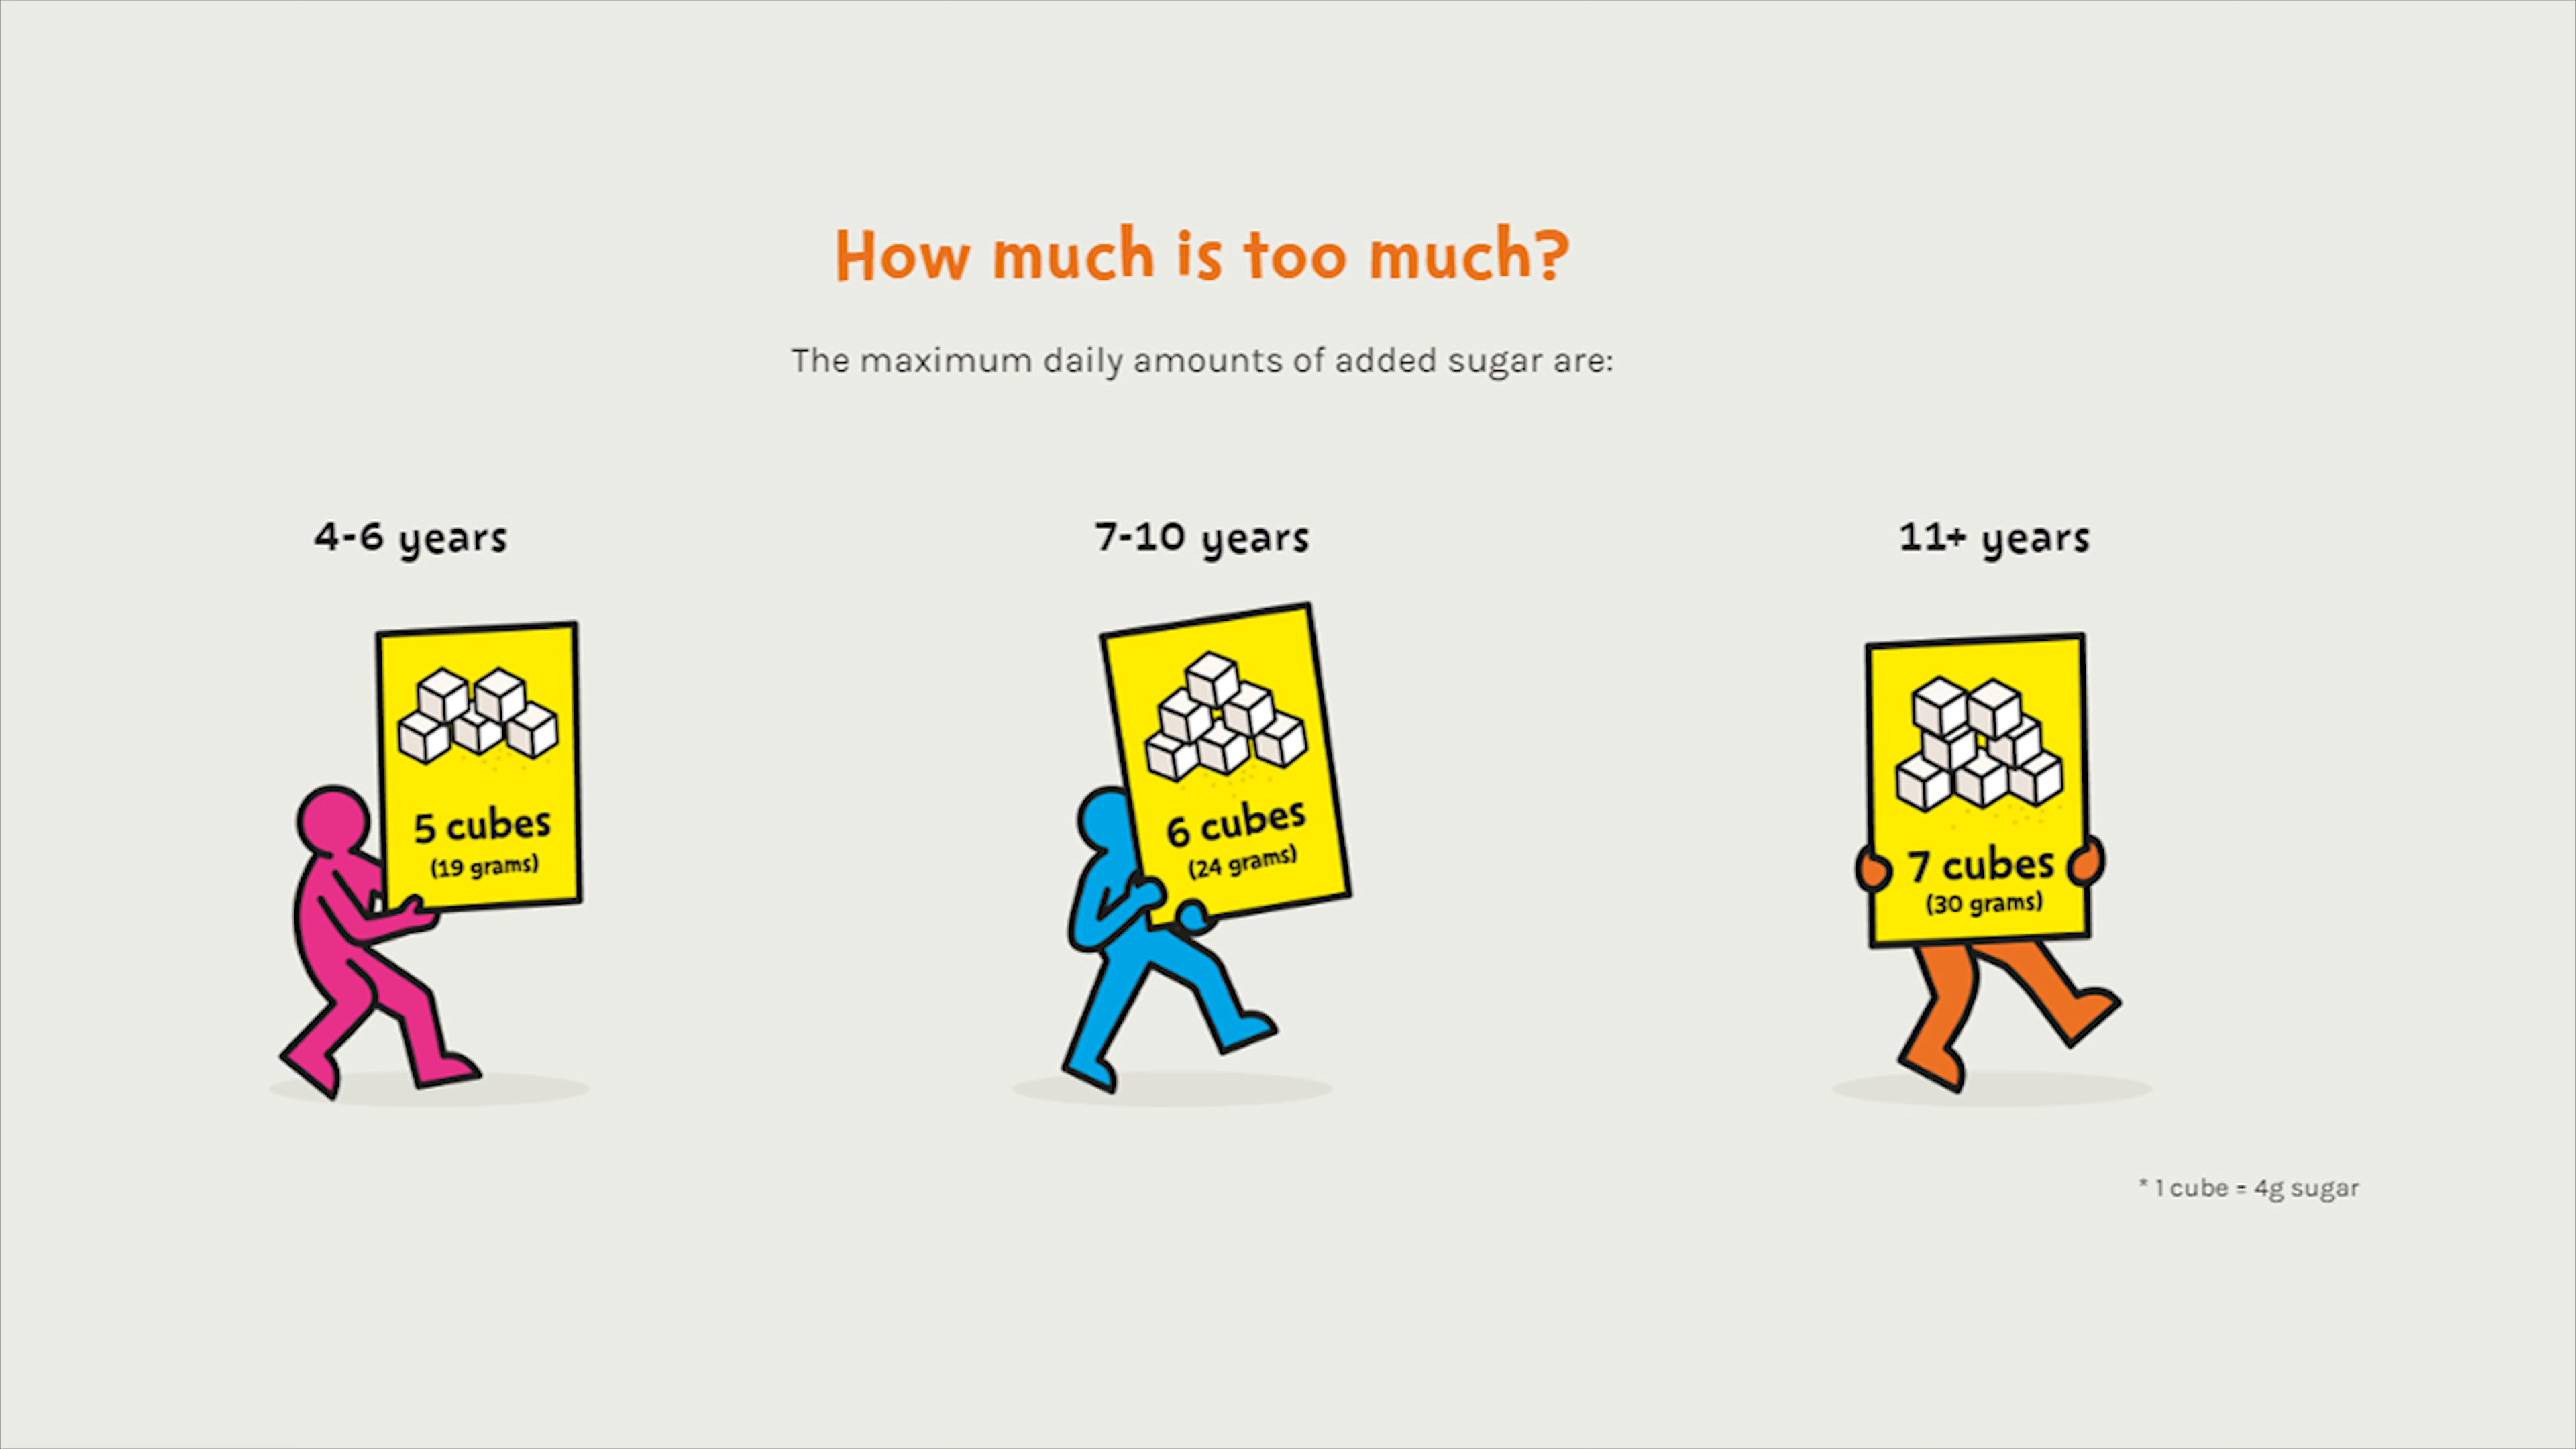 How much is too much?
The maximum daily amounts of added sugar are:
4-6 years
7-10 years
11+ years
5 cubes
(19 grams)
6 cubes
(24 grams)
7 cubes
(30 grams)
* 1 cube = 4g sugar